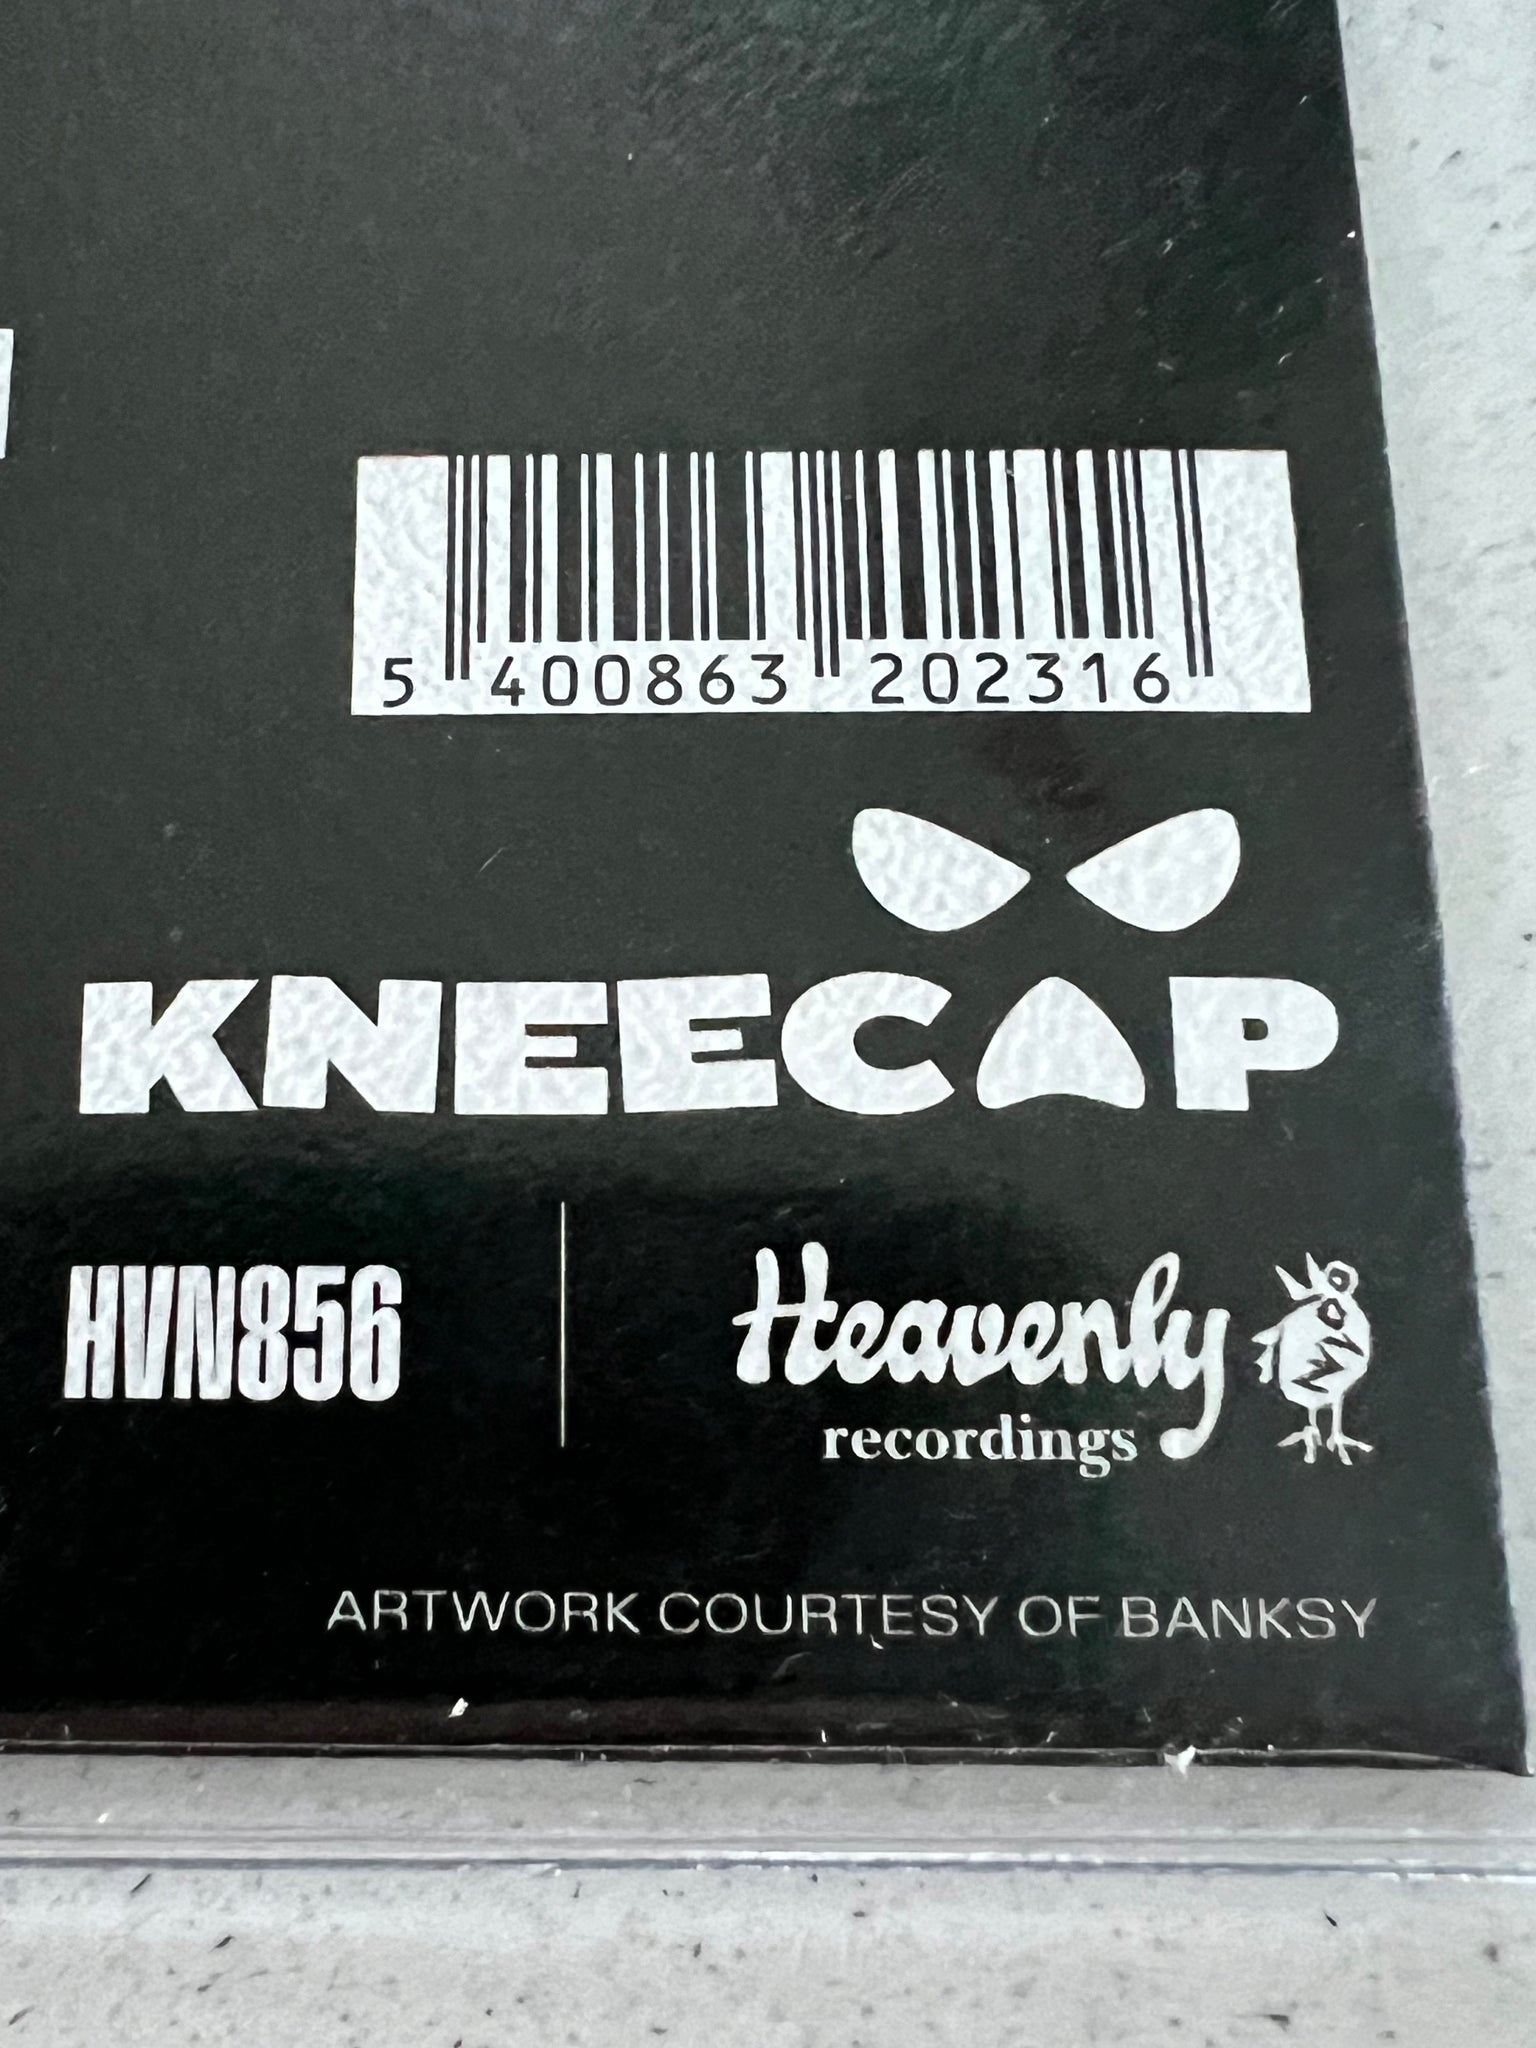 5 400863 202316
KNEECAP
HVN856
Heavenly
recordings
ARTWORK COURTESY OF BANKSY